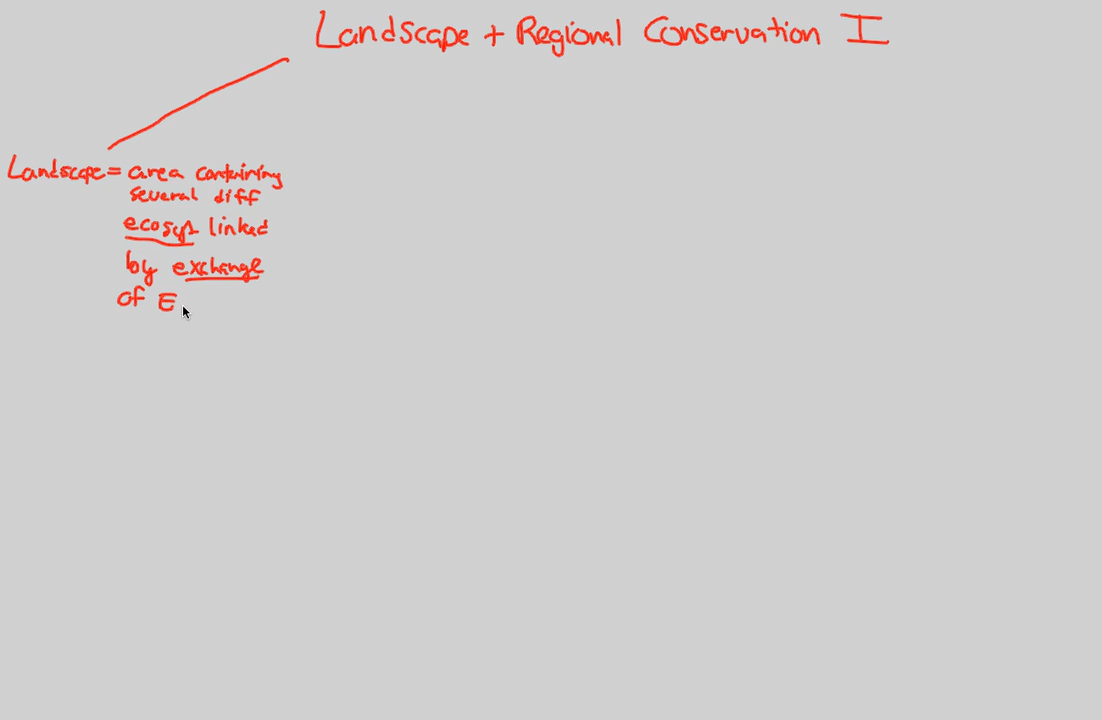 Landscape + Regional Conservation I
Landscape = area containing
several diff
ecosys linked
by exchange
of E